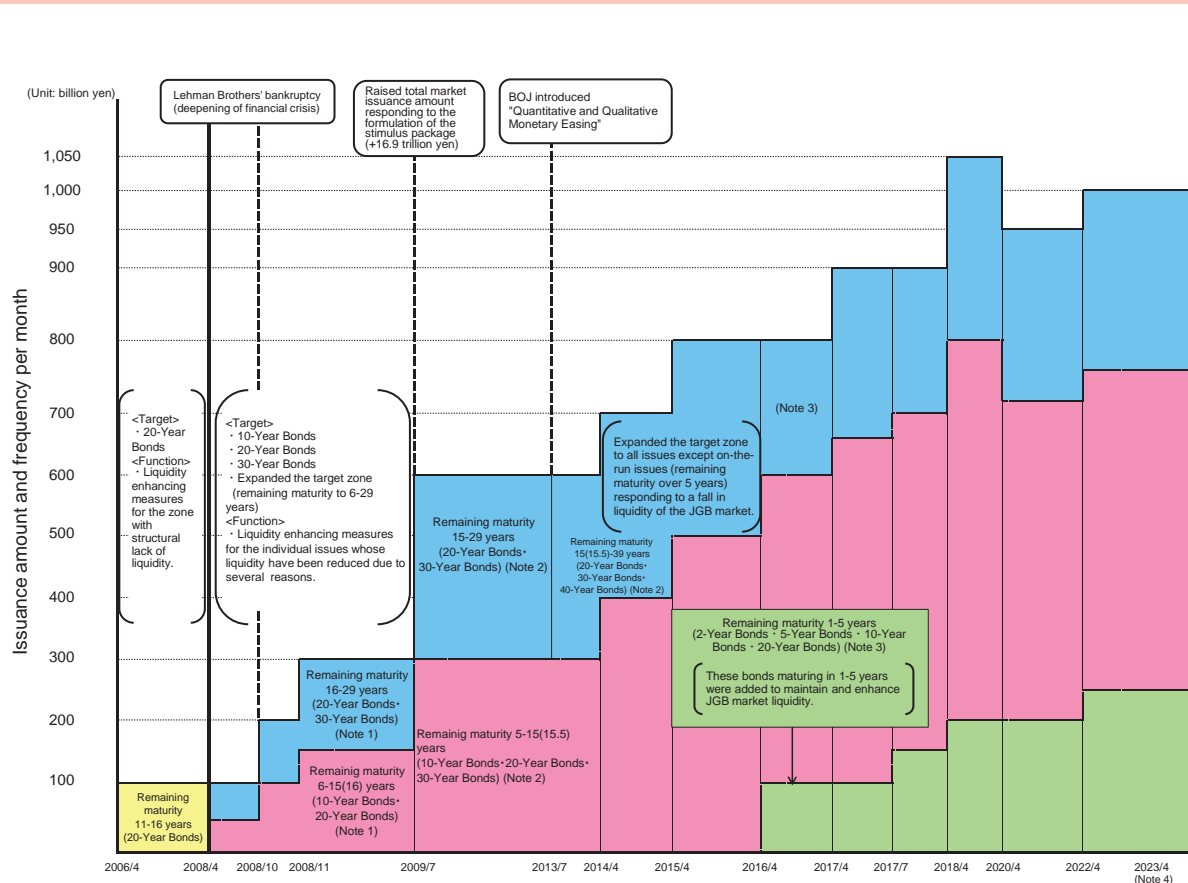 (Unit: billion yen)
Lehman Brothers' bankruptcy
(deepening of financial crisis)
Raised total market
issuance amount
responding to the
formulation of the
stimulus package
(+16.9 trillion yen)
BOJ introduced
"Quantitative and Qualitative
Monetary Easing"
Issuance amount and frequency per month
1,050
1,000
950
900
800
700
600
500
400
300
200
100
<Target>
・20-Year
Bonds
<Function>
・Liquidity
enhancing
measures
for the zone
with
structural
lack of
liquidity.
<Target>
・10-Year Bonds
・20-Year Bonds
・30-Year Bonds
・Expanded the target zone
(remaining maturity to 6-29
years)
<Function>
・Liquidity enhancing measures
for the individual issues whose
liquidity have been reduced due to
several reasons.
Remaining maturity
15-29 years
(20-Year Bonds・
30-Year Bonds) (Note 2)
Expanded the target zone
to all issues except on-the-
run issues (remaining
maturity over 5 years)
responding to a fall in
liquidity of the JGB market.
Remaining maturity
15(15.5)-39 years
(20-Year Bonds・
30-Year Bonds・
40-Year Bonds) (Note 2)
(Note 3)
Remaining maturity 1-5 years
(2-Year Bonds・5-Year Bonds・10-Year
Bonds・20-Year Bonds) (Note 3)
These bonds maturing in 1-5 years
were added to maintain and enhance
JGB market liquidity.
Remaining maturity
16-29 years
(20-Year Bonds・
30-Year Bonds)
(Note 1)
Remainig maturity 5-15(15.5)
years
(10-Year Bonds・20-Year Bonds・
30-Year Bonds) (Note 2)
Remaining maturity
6-15(16) years
(10-Year Bonds・
20-Year Bonds)
(Note 1)
Remaining
maturity
11-16 years
(20-Year Bonds)
2006/4
2008/4
2008/10
2008/11
2009/7
2013/7
2014/4
2015/4
2016/4
2017/4
2017/7
2018/4
2020/4
2022/4
2023/4
(Note 4)